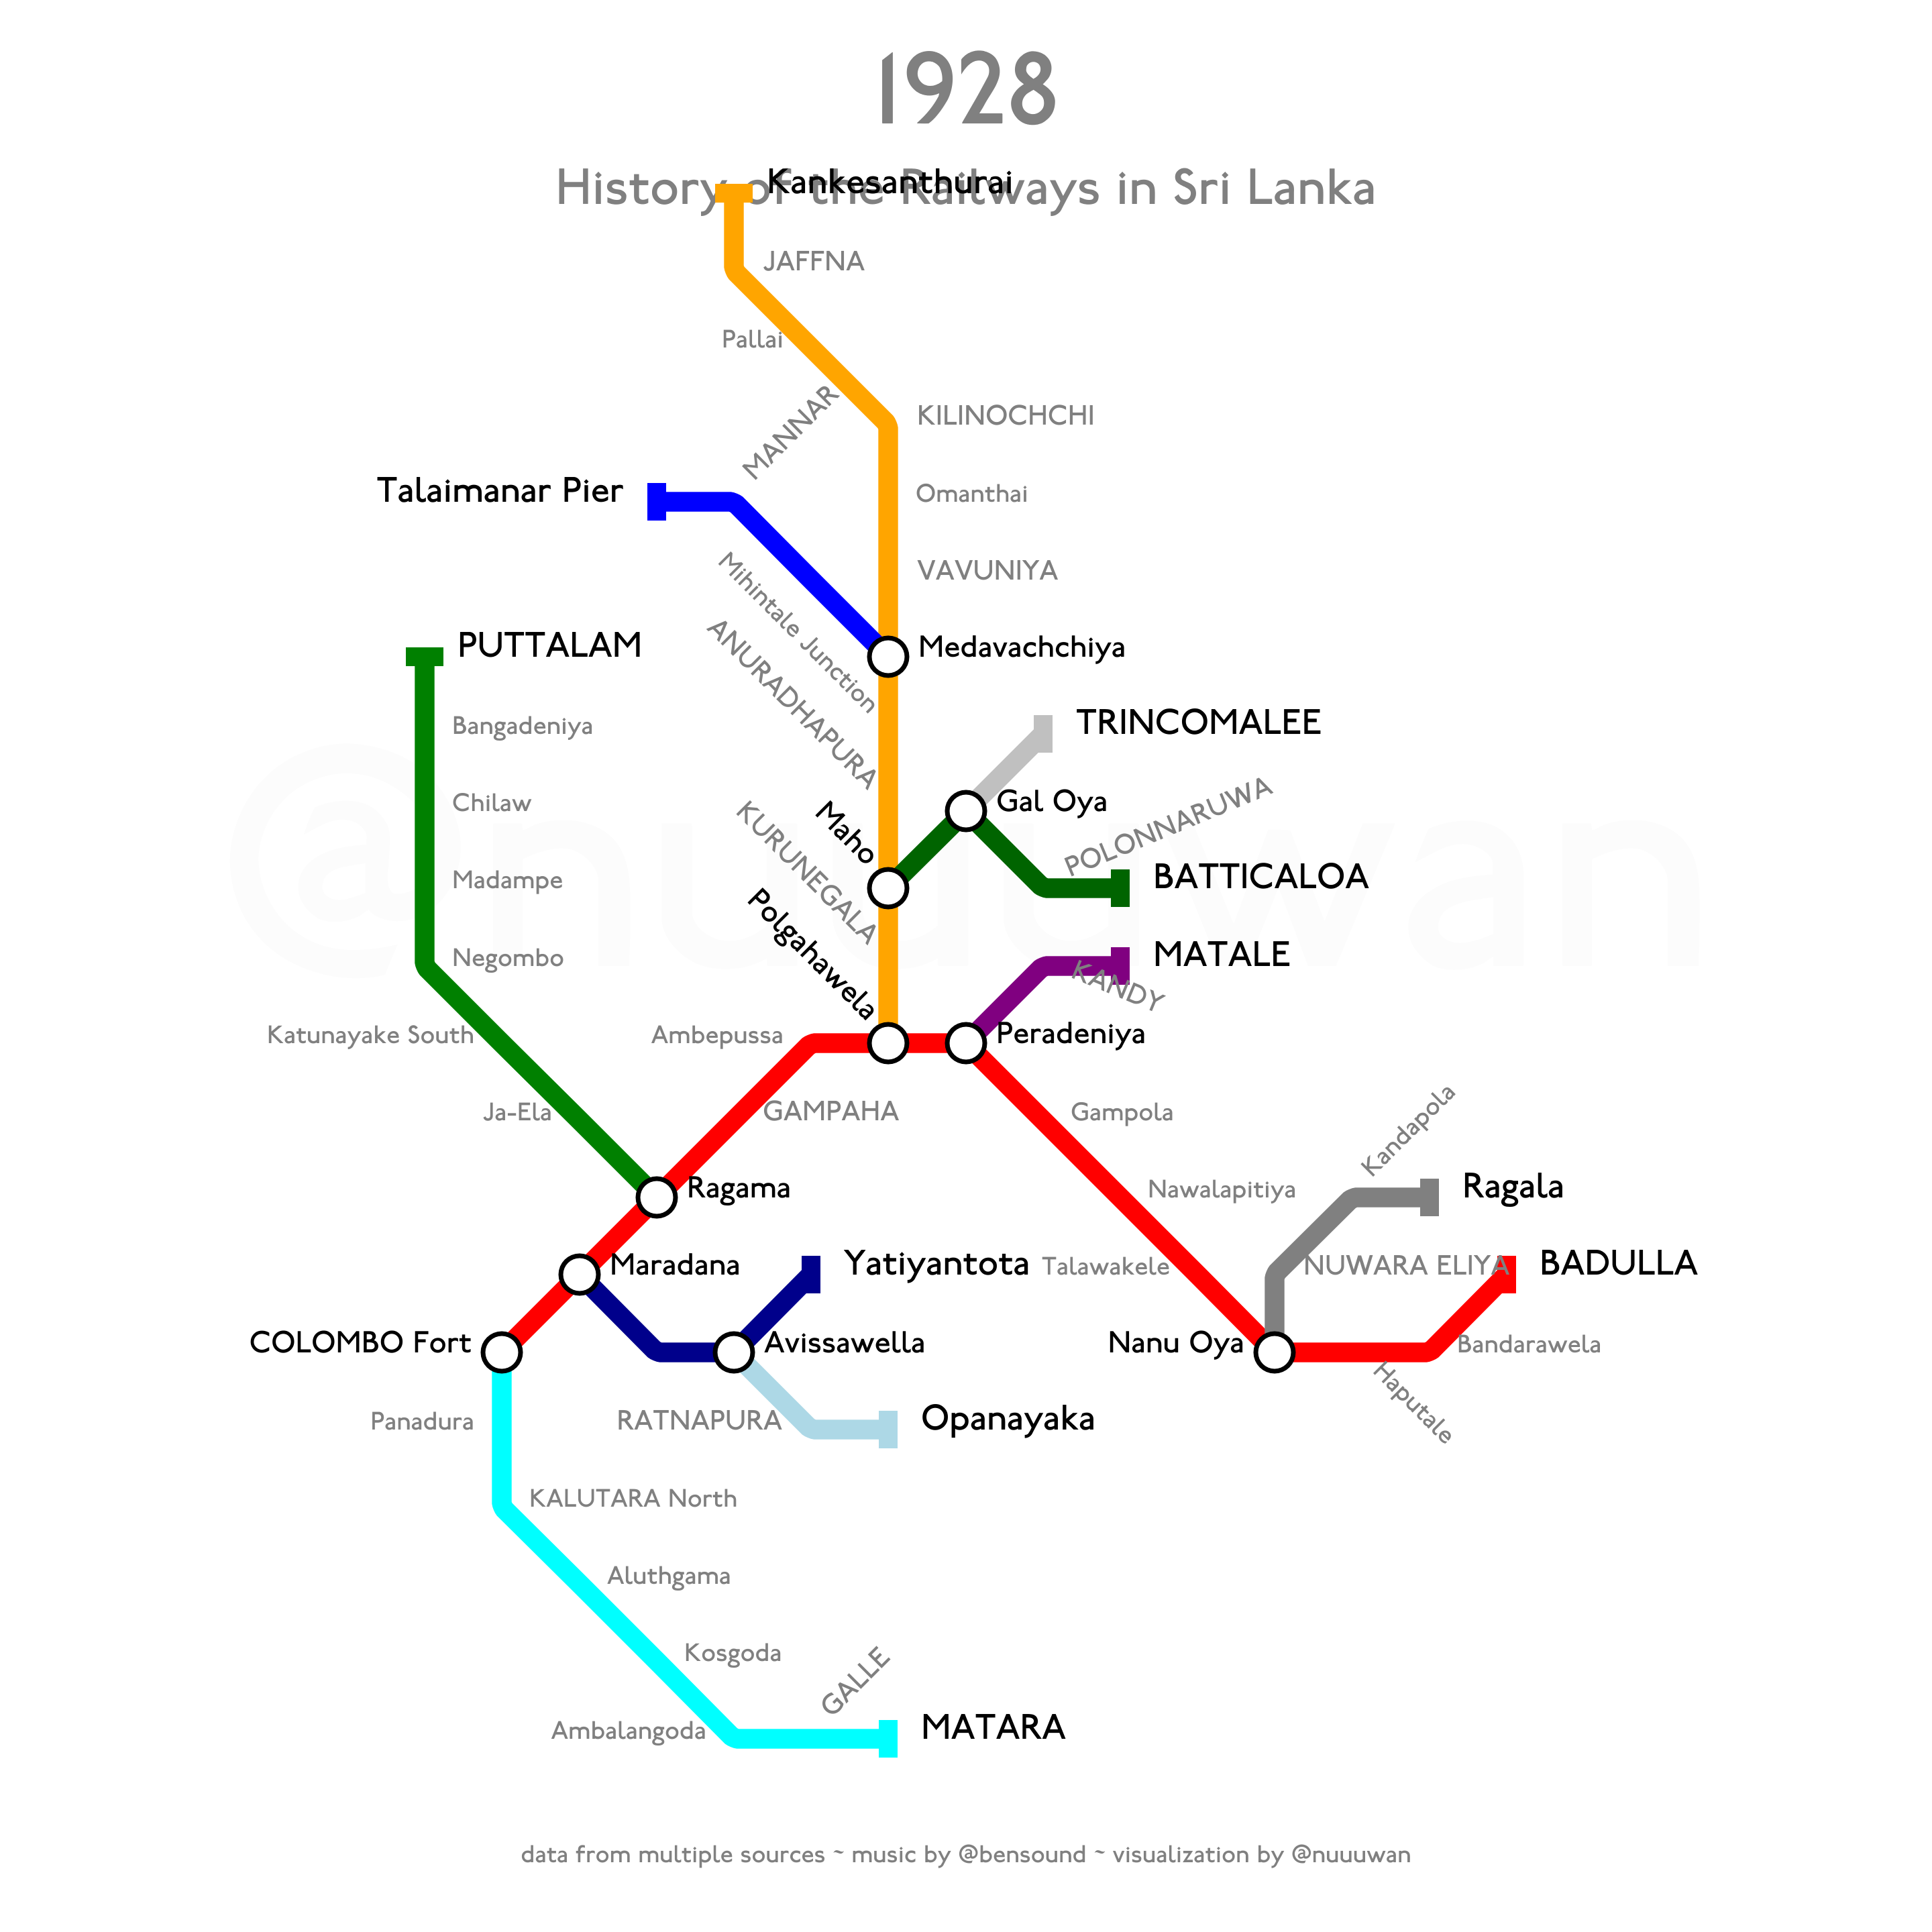 1928
History of the Railways in Sri Lanka
Kankesanthurai
JAFFNA
Pallai
MANNAR
KILINOCHCHI
Talaimanar Pier
Omanthai
Mihintale Junction
VAVUNIYA
PUTTALAM
ANURADHAPURA
Medavachchiya
Bangadeniya
TRINCOMALEE
Chilaw
Maho
Gal Oya
POLONNARUWA
KURUNEGALA
Madampe
BATTICALOA
@nuuuwan
Polgahawela
Negombo
MATALE
KANDY
Katunayake South
Ambepussa
Peradeniya
Ja-Ela
GAMPAHA
Gampola
Kandapola
Ragama
Nawalapitiya
Ragala
Maradana
Yatiyantota
Talawakele
NUWARA ELIYA
BADULLA
COLOMBO Fort
Avissawella
Nanu Oya
Bandarawela
Haputale
Panadura
RATNAPURA
Opanayaka
KALUTARA North
Aluthgama
Kosgoda
GALLE
Ambalangoda
MATARA
data from multiple sources ~ music by @bensound ~ visualization by @nuuuwan